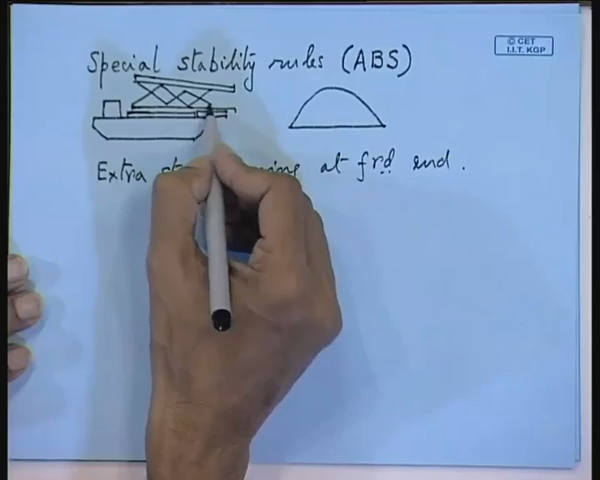 Special stability rules (ABS)
© CET
I.I.T. KGP
Extra at frd end.